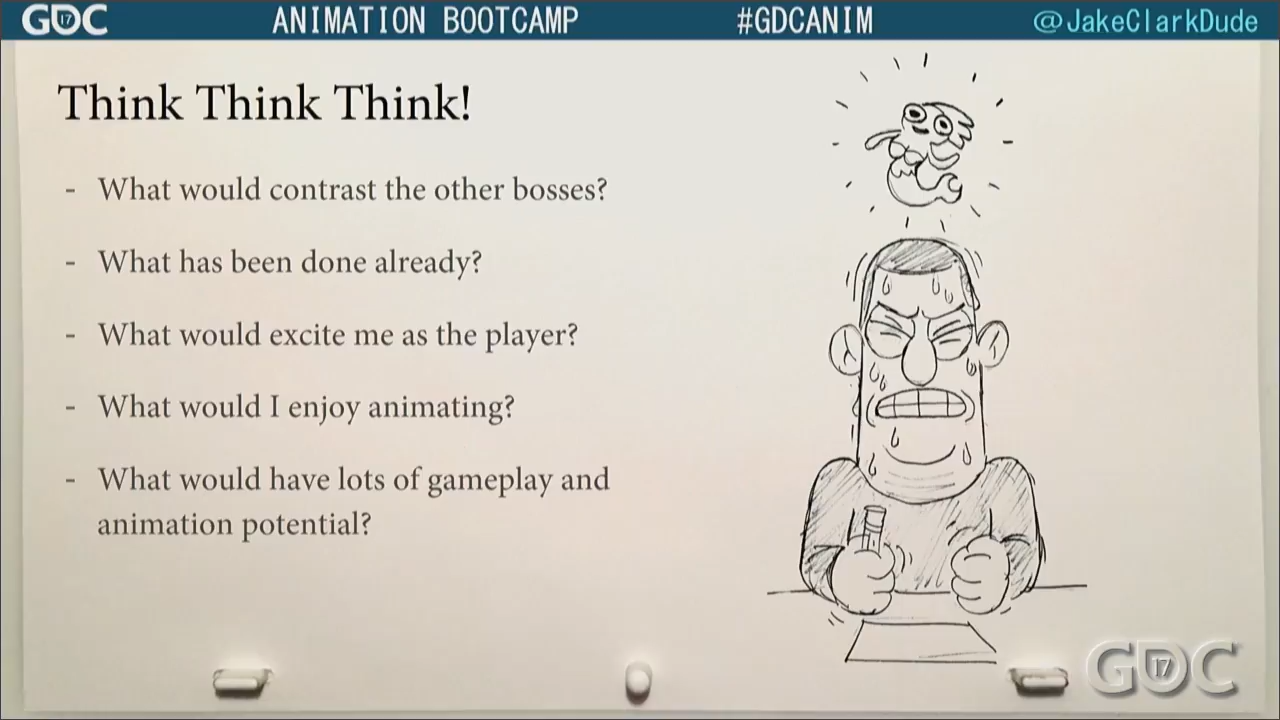 GDC 17
ANIMATION BOOTCAMP
#GDCANIM
@JakeClarkDude
Think Think Think!
- What would contrast the other bosses?
- What has been done already?
- What would excite me as the player?
- What would I enjoy animating?
- What would have lots of gameplay and
animation potential?
GDC 17